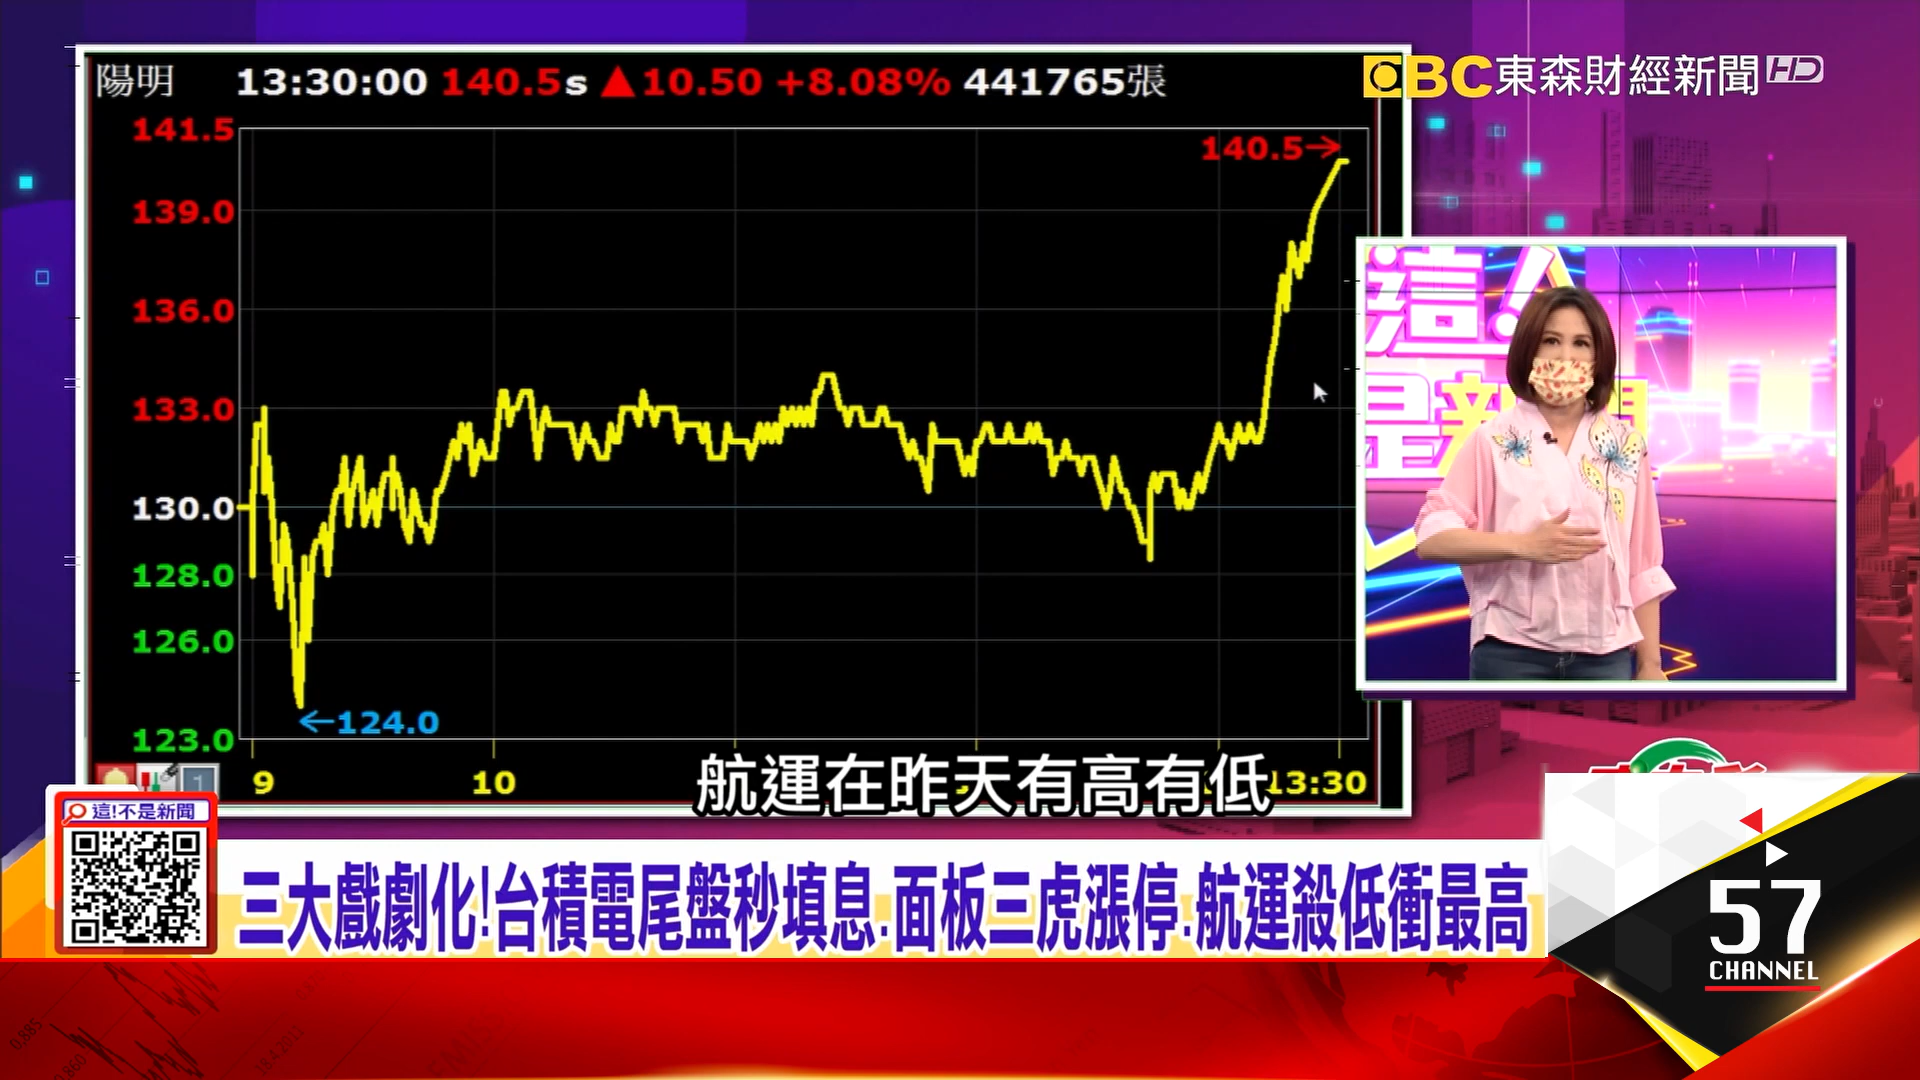 陽明 13:30:00 140.5s ▲10.50 +8.08% 441765張
EBC東森財經新聞HD
141.5
140.5→
139.0
136.0
133.0
130.0
128.0
126.0
←124.0
123.0
9 10 13:30
航運在昨天有高有低
這!不是新聞
三大戲劇化!台積電尾盤秒填息.面板三虎漲停.航運殺低衝最高
57
CHANNEL